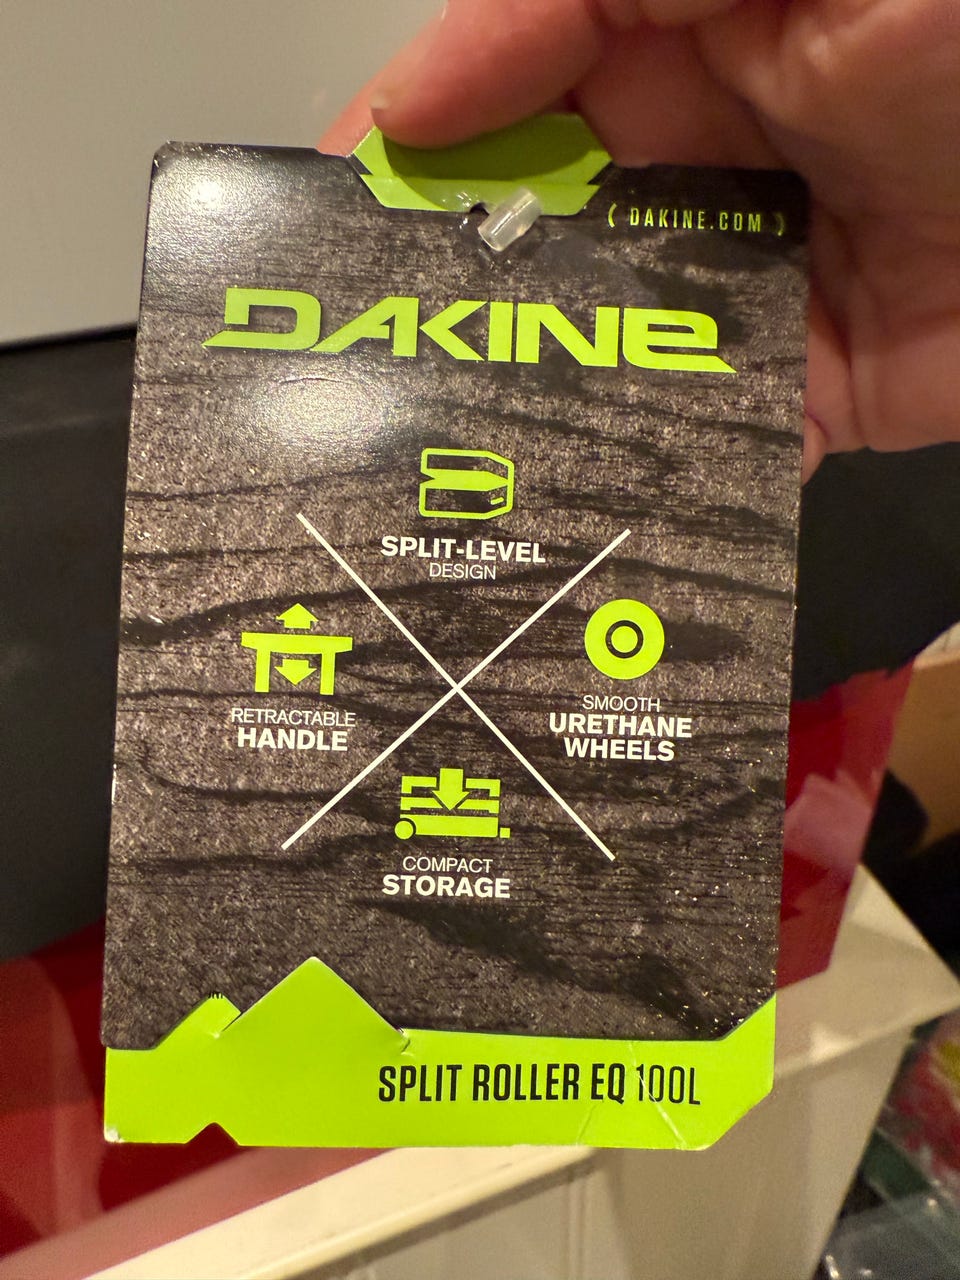 ( DAKINE.COM )
DAKINE
SPLIT-LEVEL
DESIGN
RETRACTABLE
HANDLE
SMOOTH
URETHANE
WHEELS
COMPACT
STORAGE
SPLIT ROLLER EQ 100L